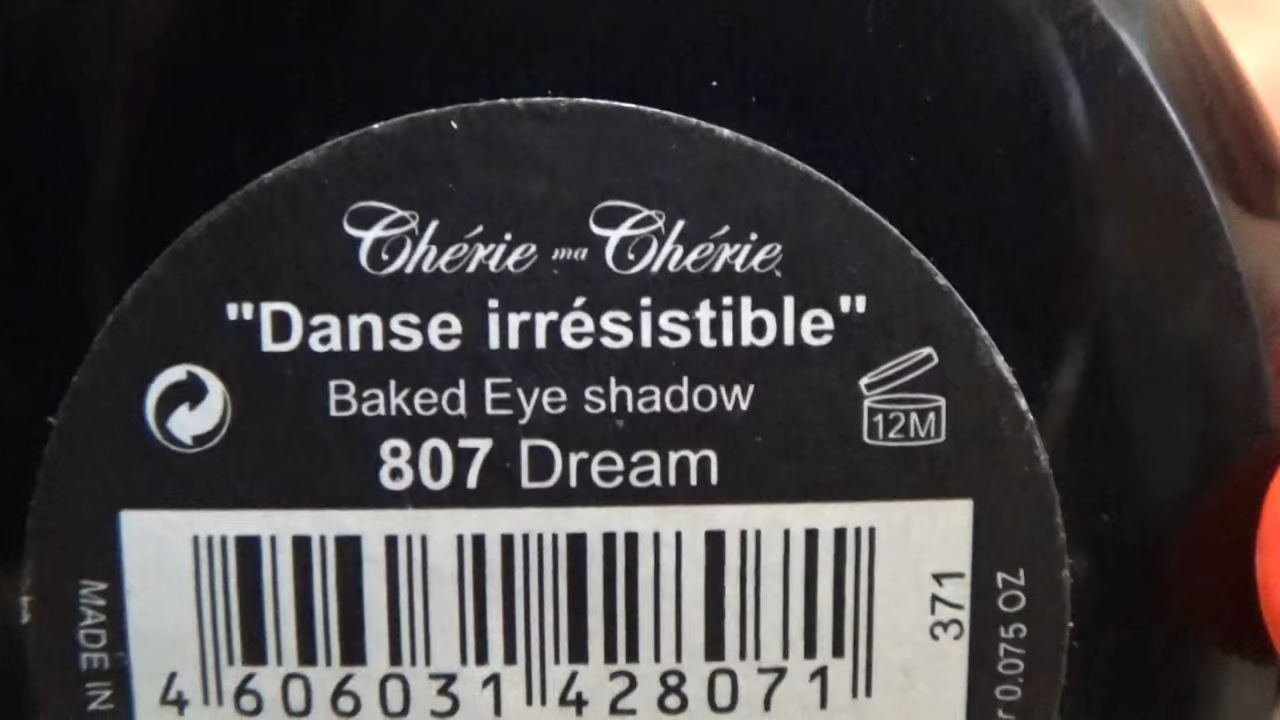 Chérie ma Chérie
"Danse irrésistible"
Baked Eye shadow
12M
807 Dream
371
MADE IN
0.075 OZ
4 606031 428071